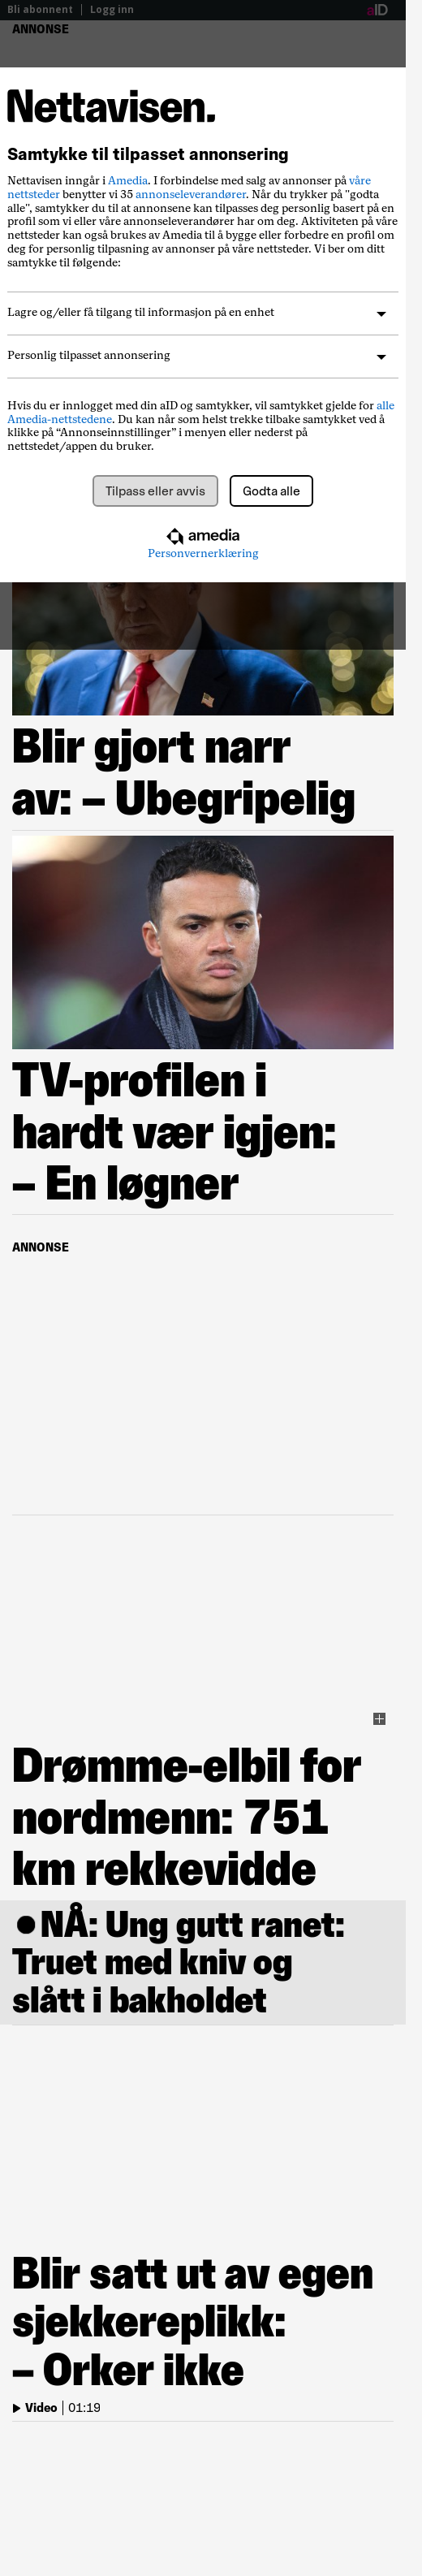 Bli abonnent | Logg inn aID
ANNONSE
Nettavisen.
Samtykke til tilpasset annonsering
Nettavisen inngår i Amedia. I forbindelse med salg av annonser på våre
nettsteder benytter vi 35 annonseleverandører. Når du trykker på "godta
alle", samtykker du til at annonsene kan tilpasses deg personlig basert på en
profil som vi eller våre annonseleverandører har om deg. Aktiviteten på våre
nettsteder kan også brukes av Amedia til å bygge eller forbedre en profil om
deg for personlig tilpasning av annonser på våre nettsteder. Vi ber om ditt
samtykke til følgende:
Lagre og/eller få tilgang til informasjon på en enhet
Personlig tilpasset annonsering
Hvis du er innlogget med din aID og samtykker, vil samtykket gjelde for alle
Amedia-nettstedene. Du kan når som helst trekke tilbake samtykket ved å
klikke på “Annonseinnstillinger” i menyen eller nederst på
nettstedet/appen du bruker.
Tilpass eller avvis Godta alle
amedia
Personvernerklæring
Blir gjort narr
av: – Ubegripelig
TV-profilen i
hardt vær igjen:
– En løgner
ANNONSE
Drømme-elbil for
nordmenn: 751
km rekkevidde
NÅ: Ung gutt ranet:
Truet med kniv og
slått i bakholdet
Blir satt ut av egen
sjekkereplikk:
– Orker ikke
Video | 01:19